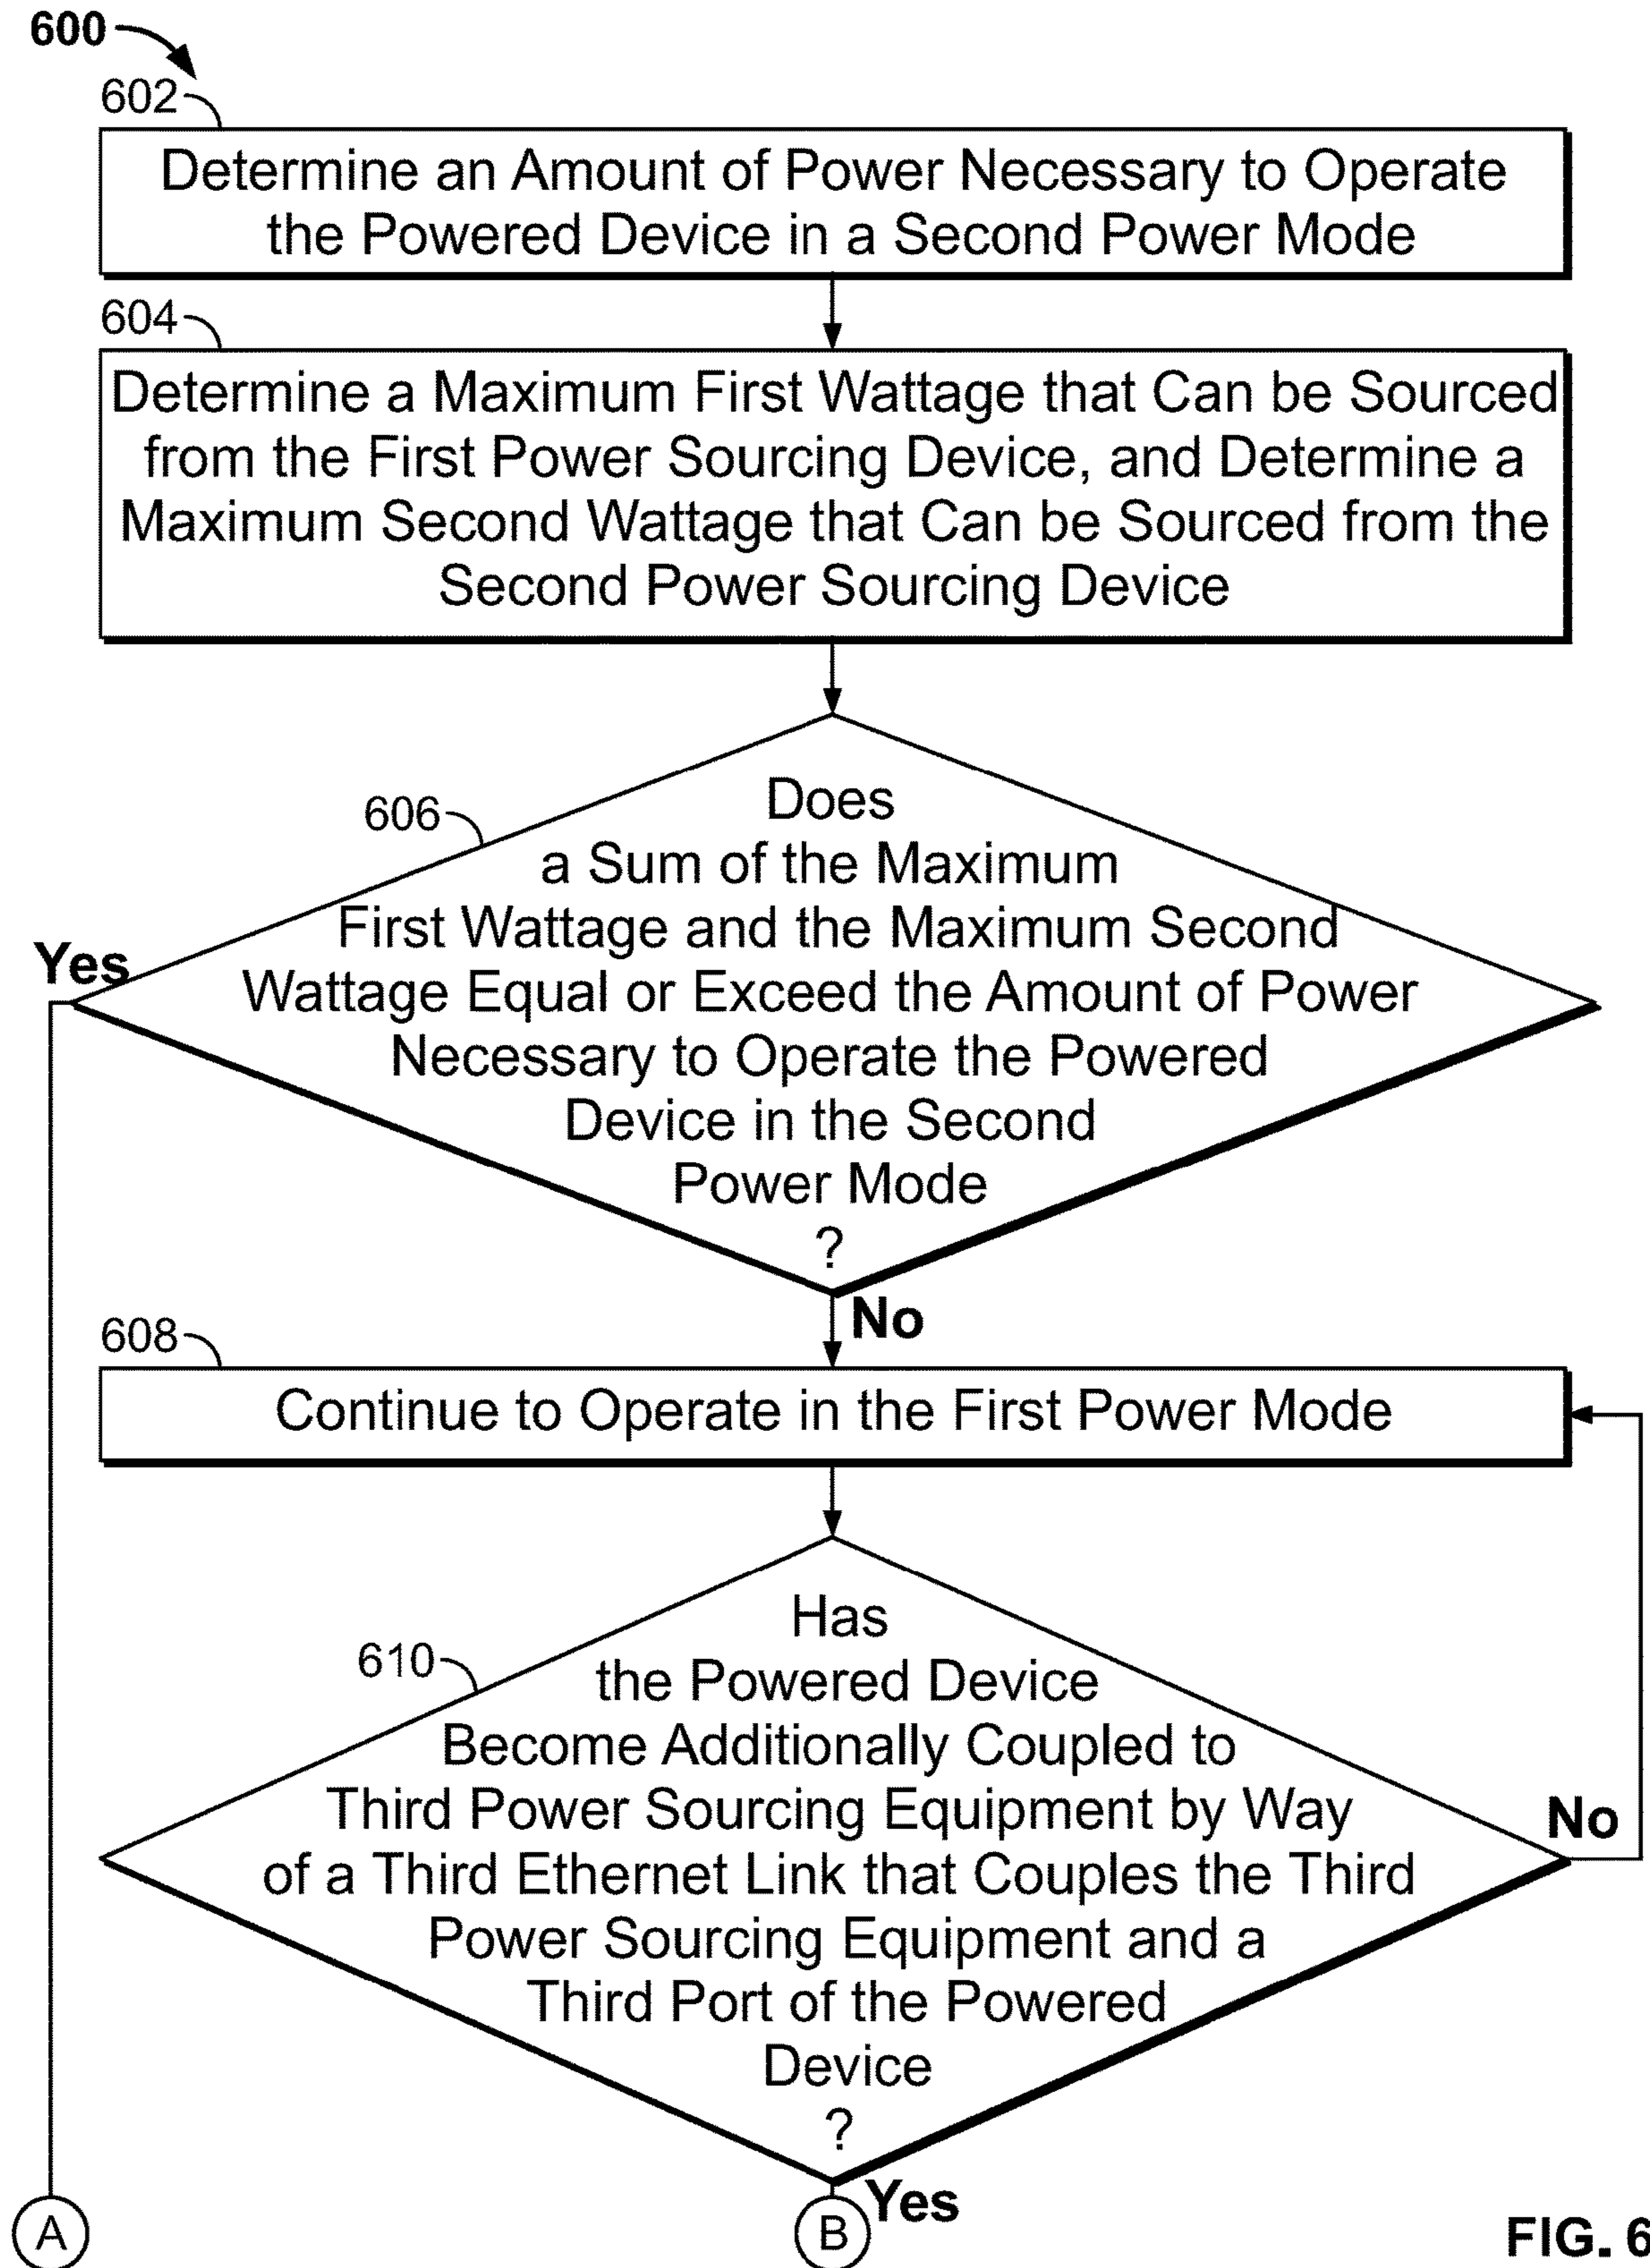 600
602
Determine an Amount of Power Necessary to Operate
the Powered Device in a Second Power Mode
604
Determine a Maximum First Wattage that Can be Sourced
from the First Power Sourcing Device, and Determine a
Maximum Second Wattage that Can be Sourced from the
Second Power Sourcing Device
606
Does
a Sum of the Maximum
First Wattage and the Maximum Second
Wattage Equal or Exceed the Amount of Power
Necessary to Operate the Powered
Device in the Second
Power Mode
?
Yes
No
608
Continue to Operate in the First Power Mode
610
Has
the Powered Device
Become Additionally Coupled to
Third Power Sourcing Equipment by Way
of a Third Ethernet Link that Couples the Third
Power Sourcing Equipment and a
Third Port of the Powered
Device
?
No
Yes
A
B
FIG. 6